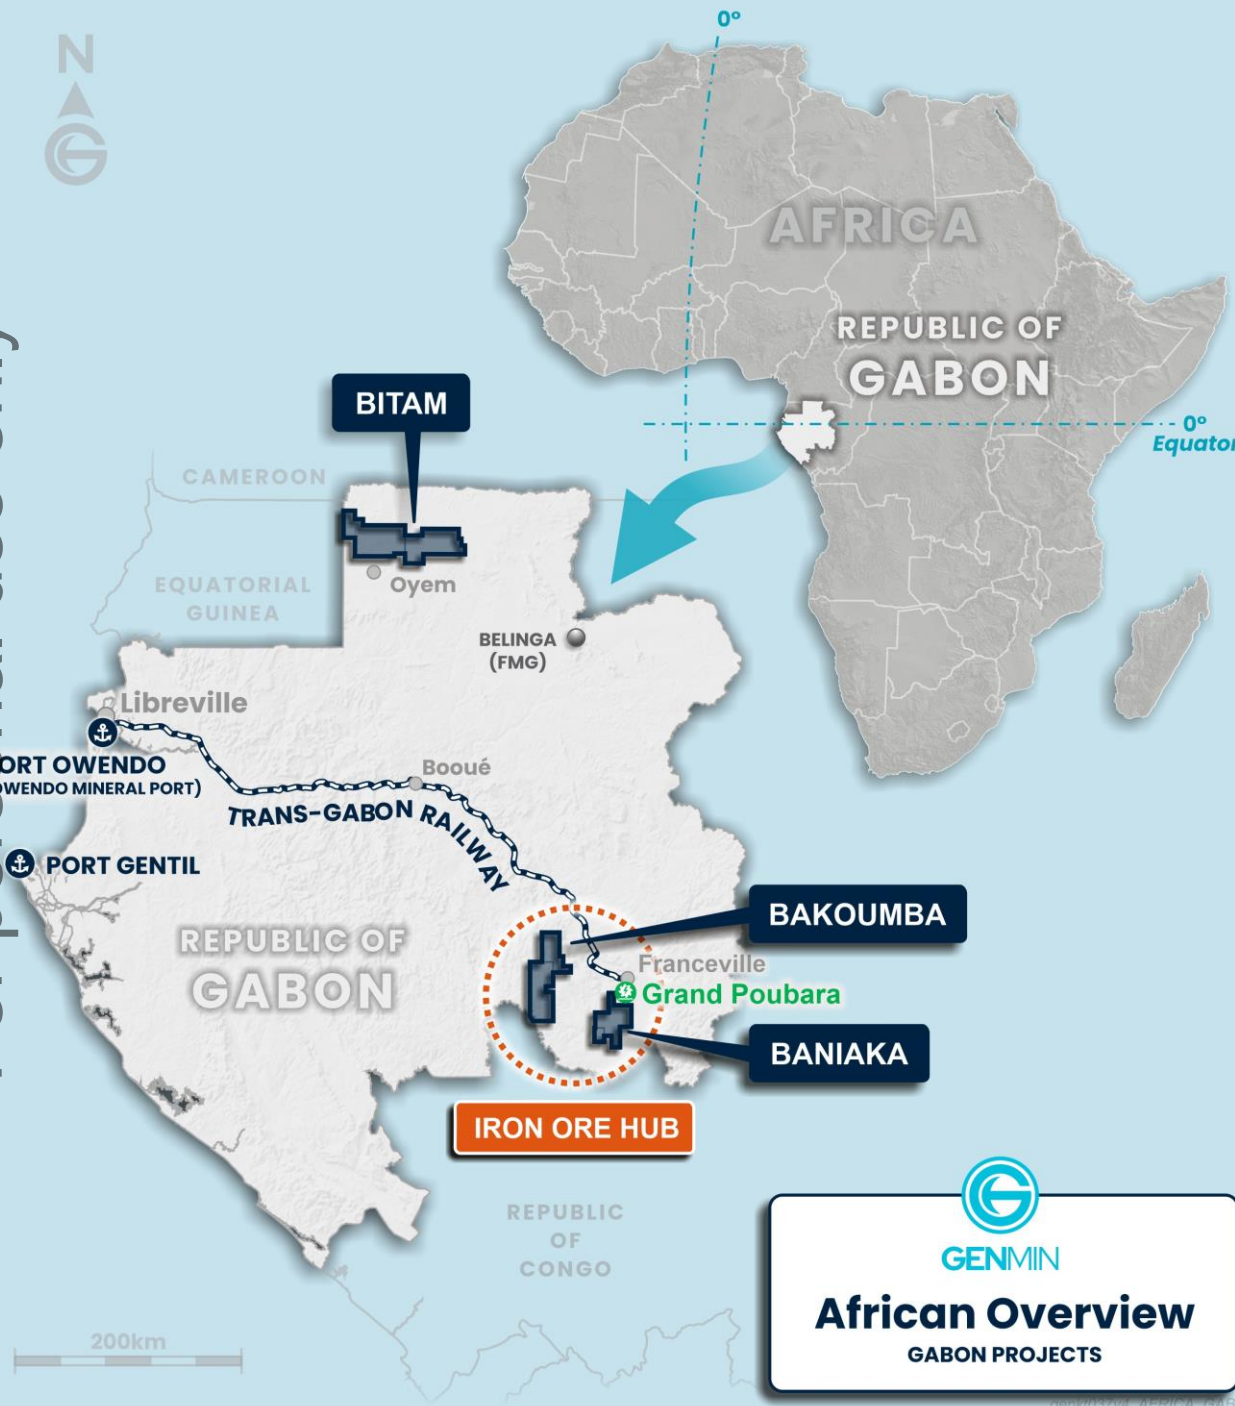 N
0°
AFRICA
REPUBLIC OF
GABON
0°
Equator
BITAM
CAMEROON
EQUATORIAL
GUINEA
Oyem
BELINGA
(FMG)
Libreville
ORT OWENDO
OWENDO MINERAL PORT)
Booué
TRANS-GABON RAILWAY
PORT GENTIL
REPUBLIC OF
GABON
BAKOUMBA
Franceville
Grand Poubara
BANIAKA
IRON ORE HUB
REPUBLIC
OF
CONGO
200km
GENMIN
African Overview
GABON PROJECTS